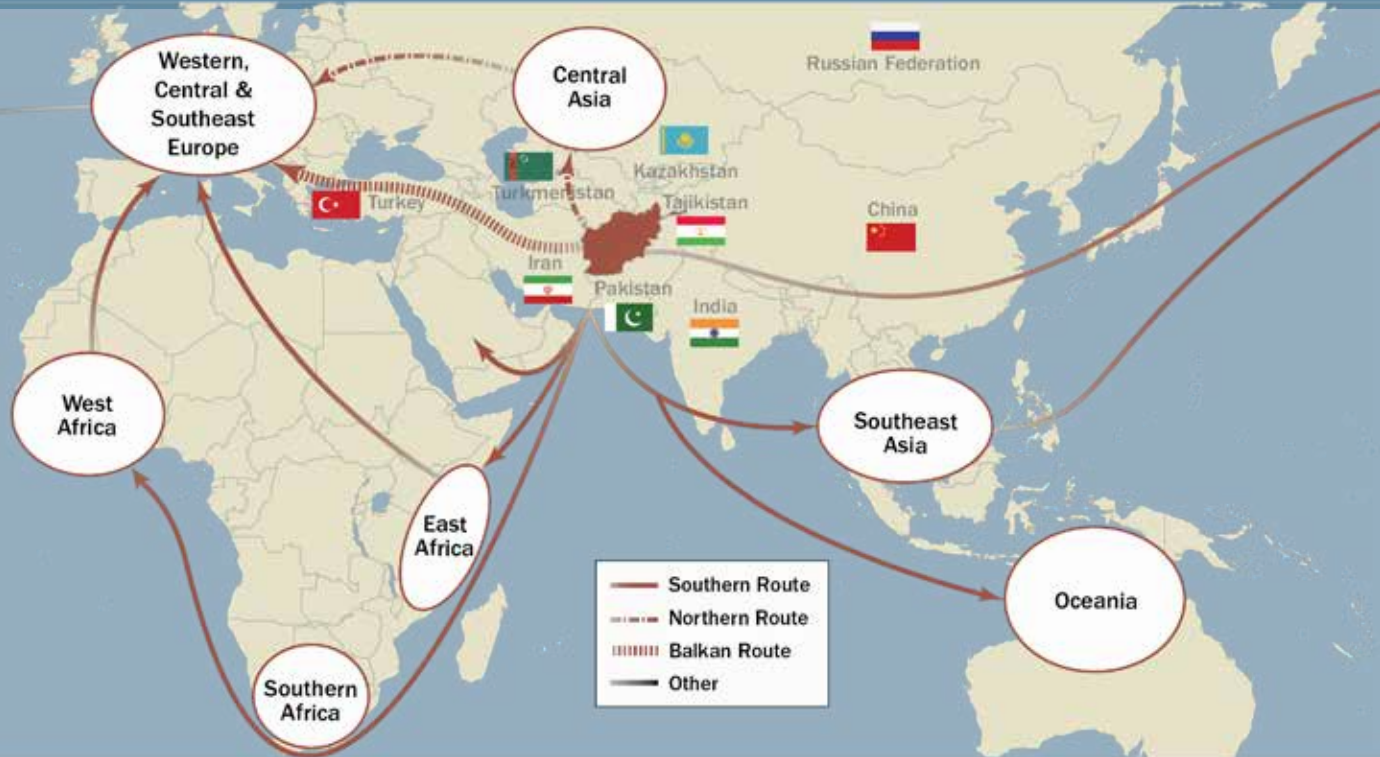 Western,
Central &
Southeast
Europe
Central
Asia
Russian Federation
Kazakhstan
Turkmenistan
Tajikistan
Turkey
China
Iran
Pakistan
India
West
Africa
Southeast
Asia
East
Africa
Oceania
Southern
Africa
Southern Route
Northern Route
Balkan Route
Other